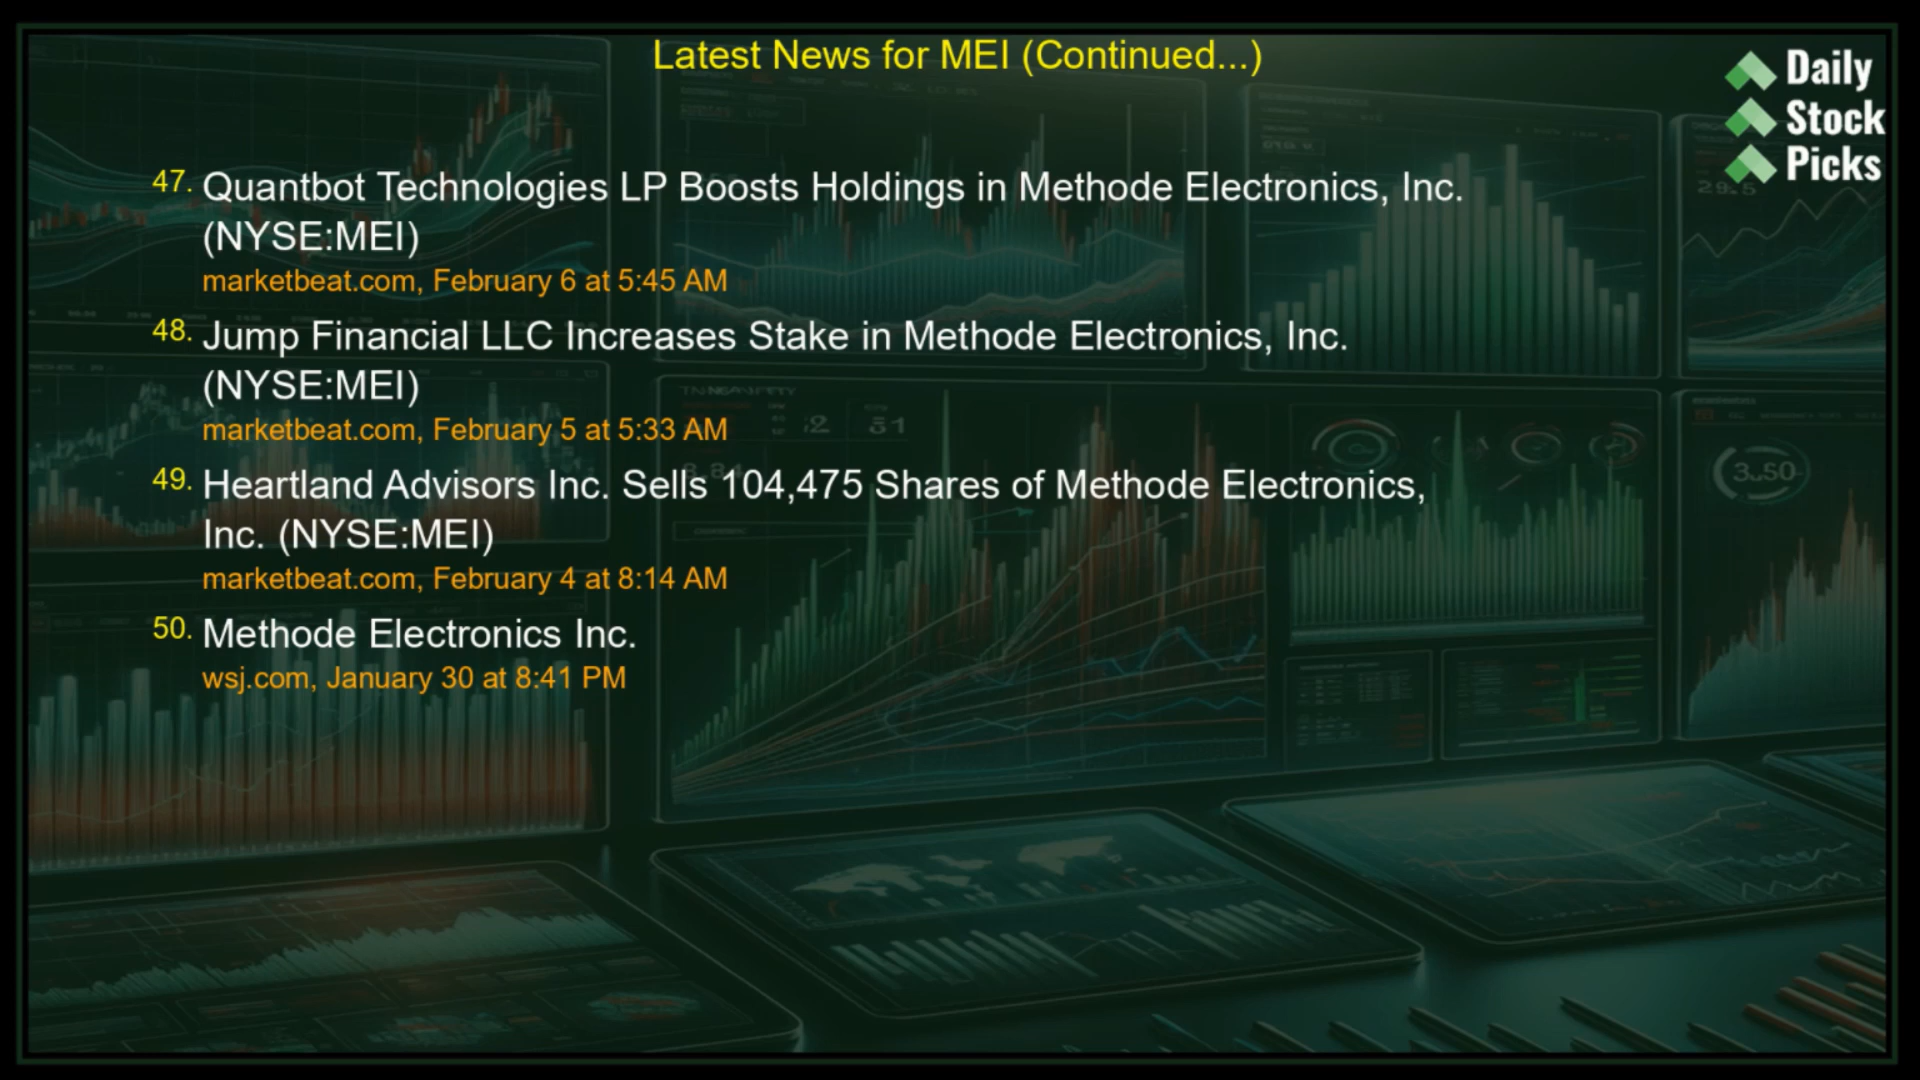 Latest News for MEI (Continued...)
Daily
Stock
Picks
47. Quantbot Technologies LP Boosts Holdings in Methode Electronics, Inc.
(NYSE:MEI)
marketbeat.com, February 6 at 5:45 AM
48. Jump Financial LLC Increases Stake in Methode Electronics, Inc.
(NYSE:MEI)
marketbeat.com, February 5 at 5:33 AM
49. Heartland Advisors Inc. Sells 104,475 Shares of Methode Electronics,
Inc. (NYSE:MEI)
marketbeat.com, February 4 at 8:14 AM
50. Methode Electronics Inc.
wsj.com, January 30 at 8:41 PM